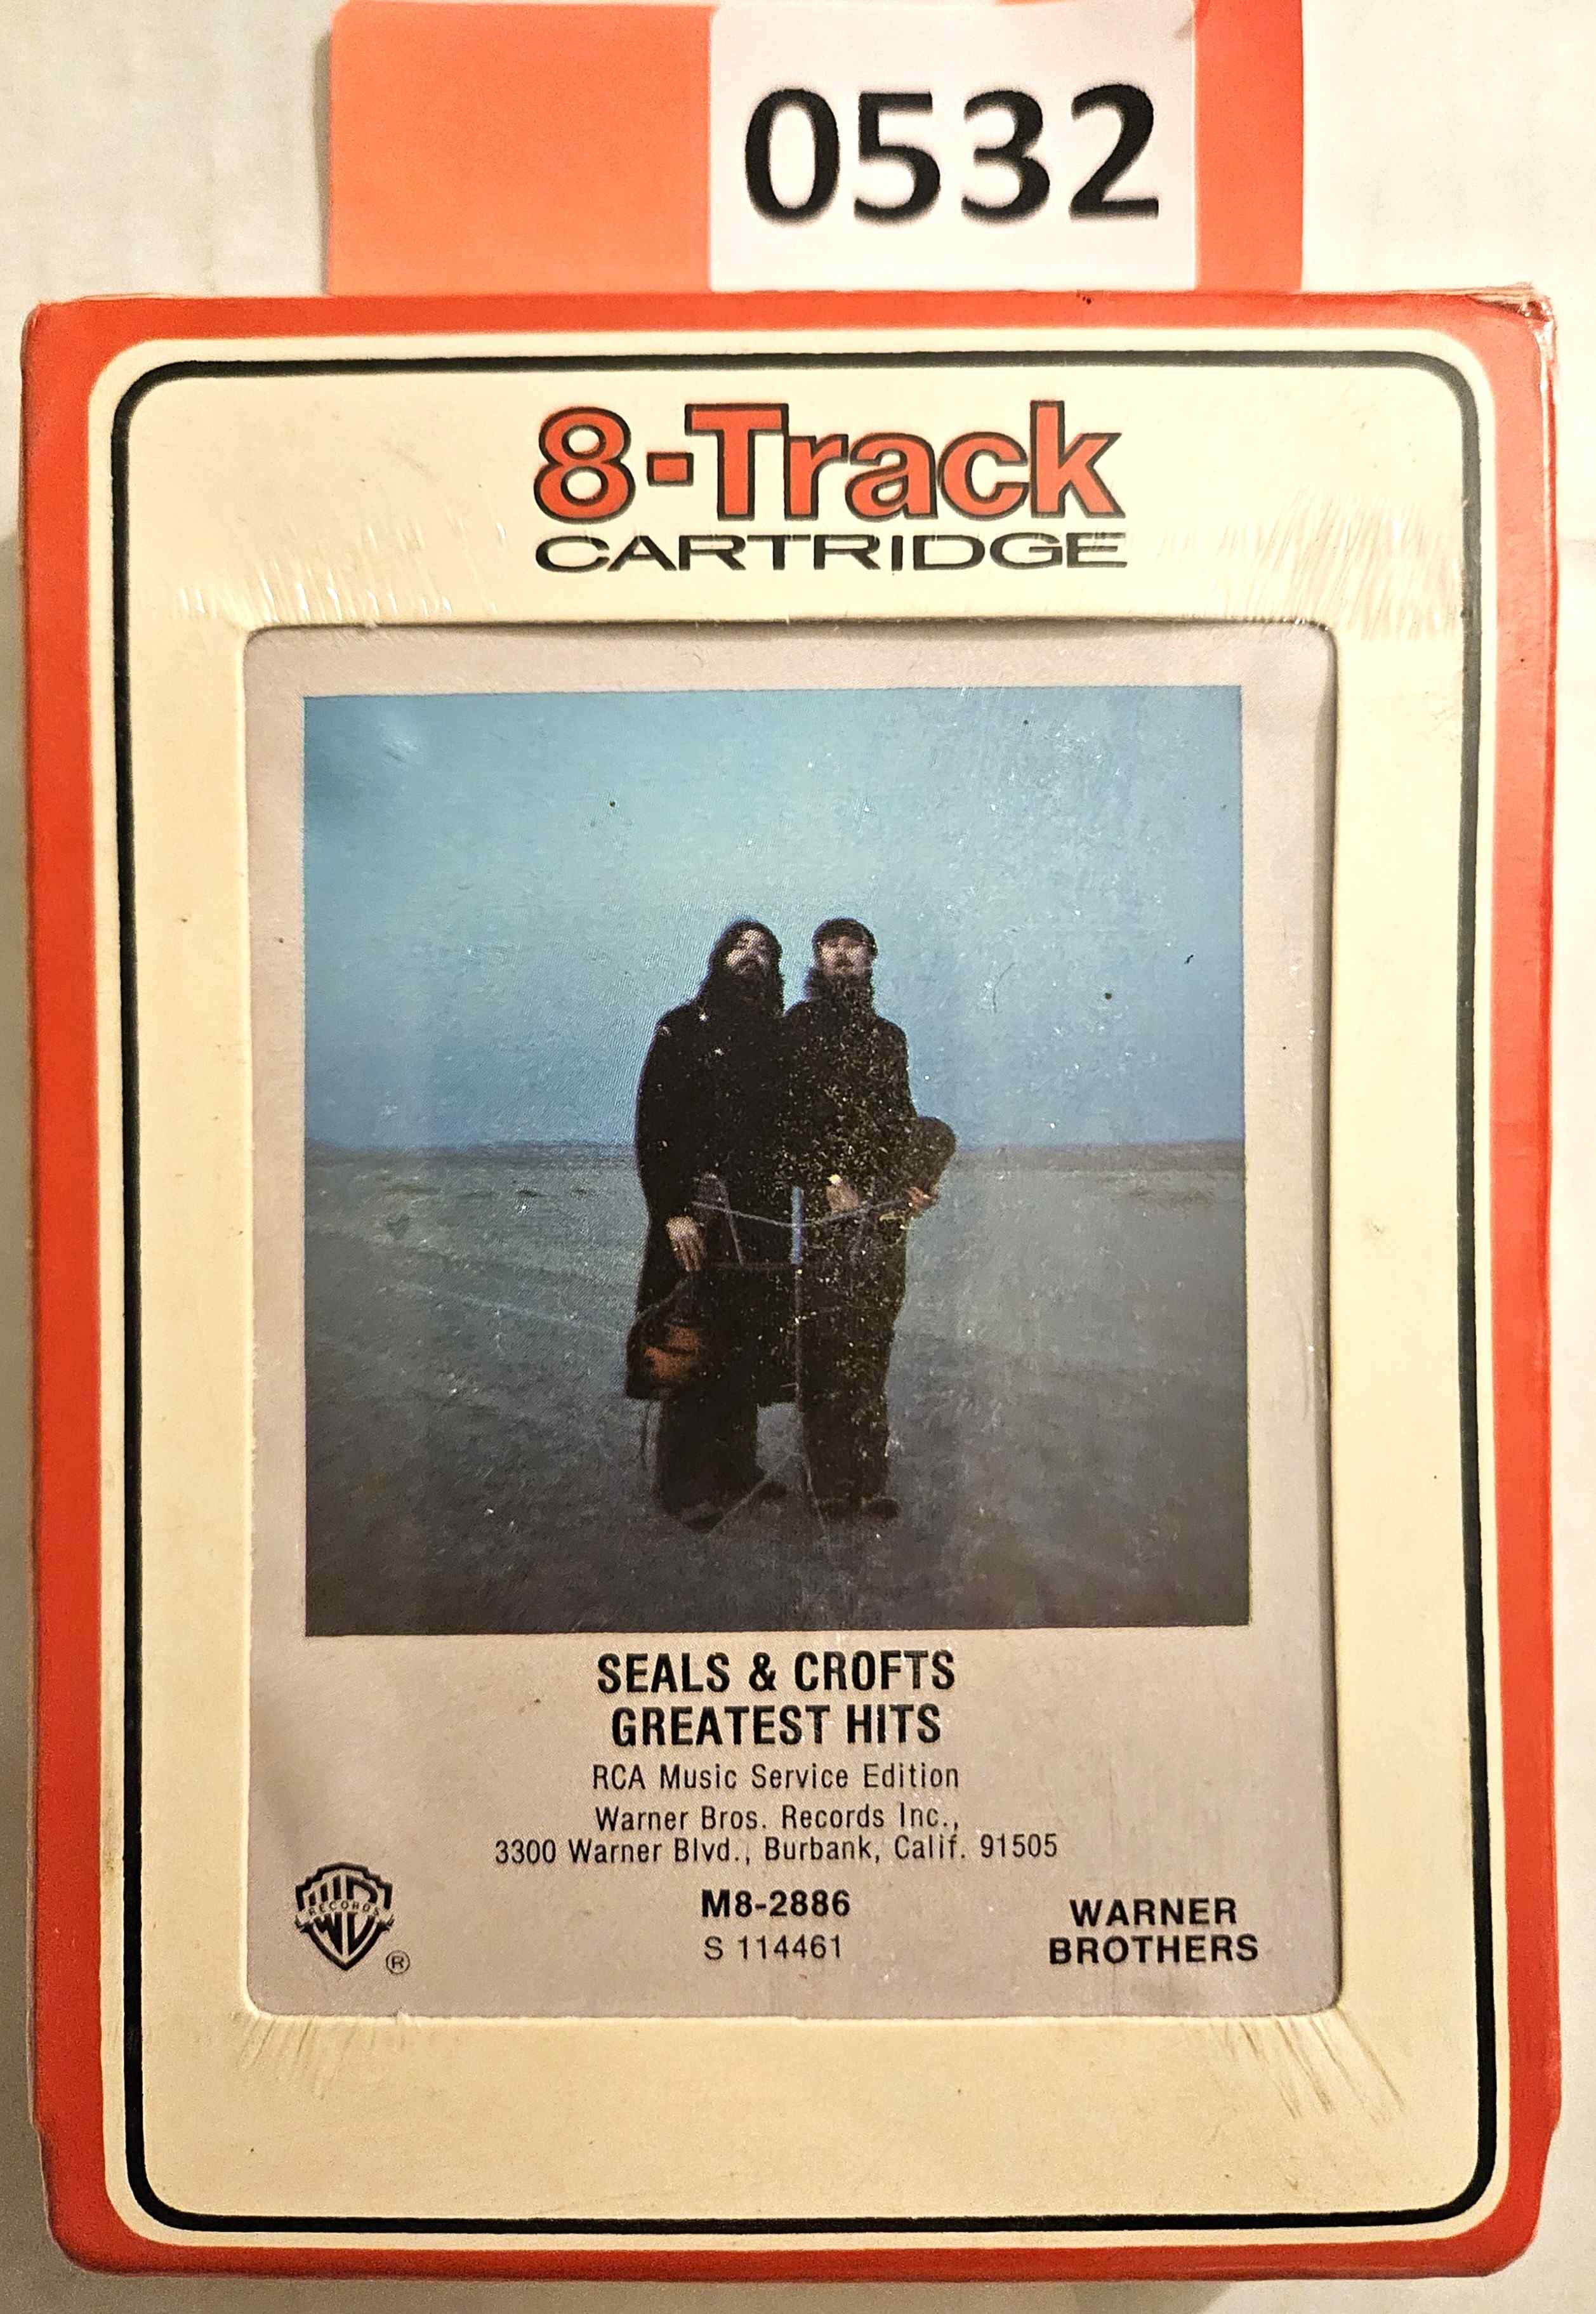 0532
8-Track
CARTRIDGE
SEALS & CROFTS
GREATEST HITS
RCA Music Service Edition
Warner Bros. Records Inc.,
3300 Warner Blvd., Burbank, Calif. 91505
M8-2886
S 114461
WARNER
BROTHERS
W
RECORDS
®